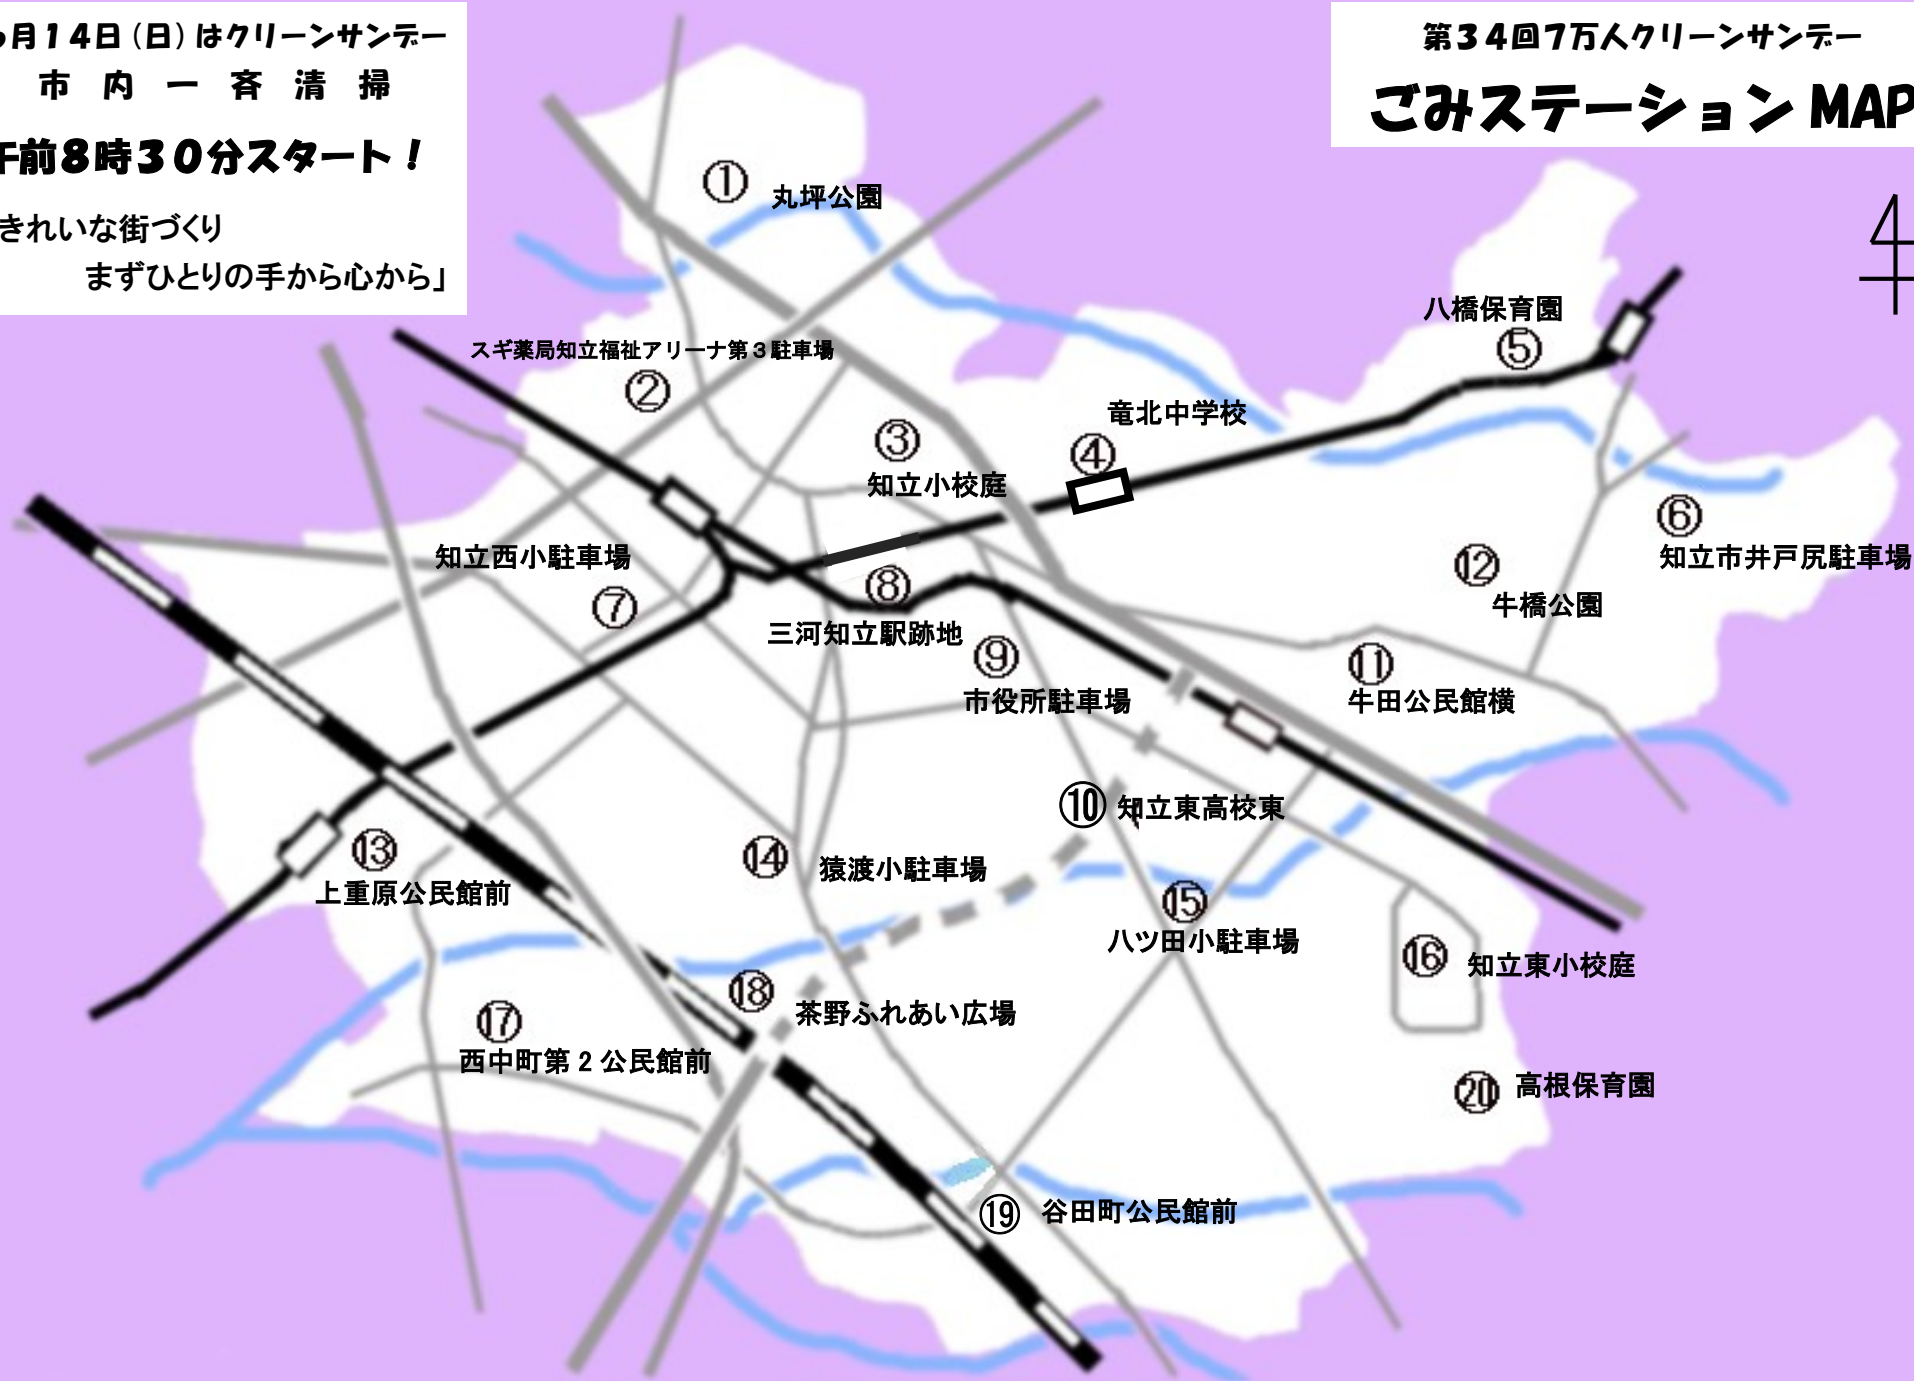 月14日(日)はクリーンサンデー
市内一斉清掃
午前8時30分スタート!
きれいな街づくり
まずひとりの手から心から」
第34回7万人クリーンサンデー
ごみステーションMAP
① 丸坪公園
スギ薬局知立福祉アリーナ第3駐車場
②
③
知立小校庭
竜北中学校
④
八橋保育園
⑤
⑥
知立市井戸尻駐車場
知立西小駐車場
⑦
⑧
三河知立駅跡地
⑨
市役所駐車場
⑩ 知立東高校東
⑪
牛田公民館横
⑫
牛橋公園
⑬
上重原公民館前
⑭ 猿渡小駐車場
⑮
八ツ田小駐車場
⑯ 知立東小校庭
⑰
西中町第2公民館前
⑱ 茶野ふれあい広場
⑲ 谷田町公民館前
⑳ 高根保育園